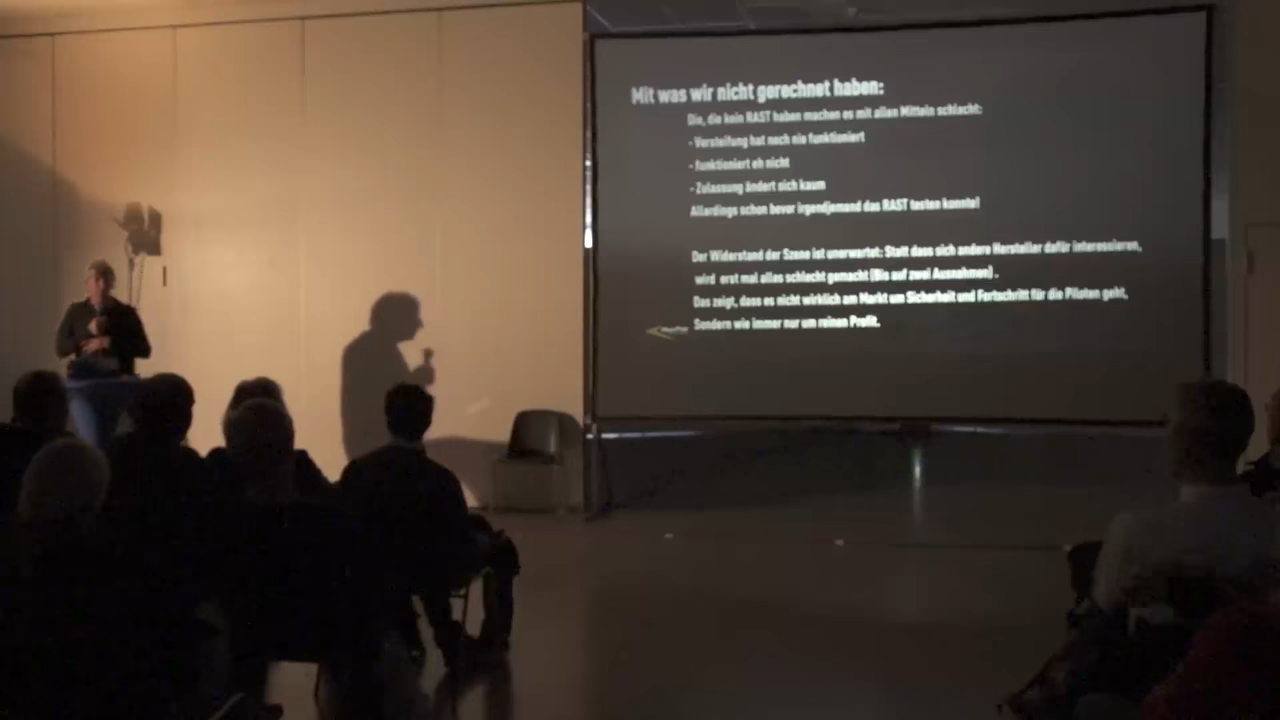 Mit was wir nicht gerechnet haben:
Die, die kein RAST haben machen es mit allen Mitteln schlecht:
- Versteifung hat noch nie funktioniert
- funktioniert eh nicht
- Zulassung ändert sich kaum
Allerdings schon bevor irgendjemand das RAST testen konnte!
Der Widerstand der Szene ist unerwartet: Statt dass sich andere Hersteller dafür interessieren,
wird erst mal alles schlecht gemacht (Bis auf zwei Ausnahmen) .
Das zeigt, dass es nicht wirklich am Markt um Sicherheit und Fortschritt für die Piloten geht,
Sondern wie immer nur um reinen Profit.